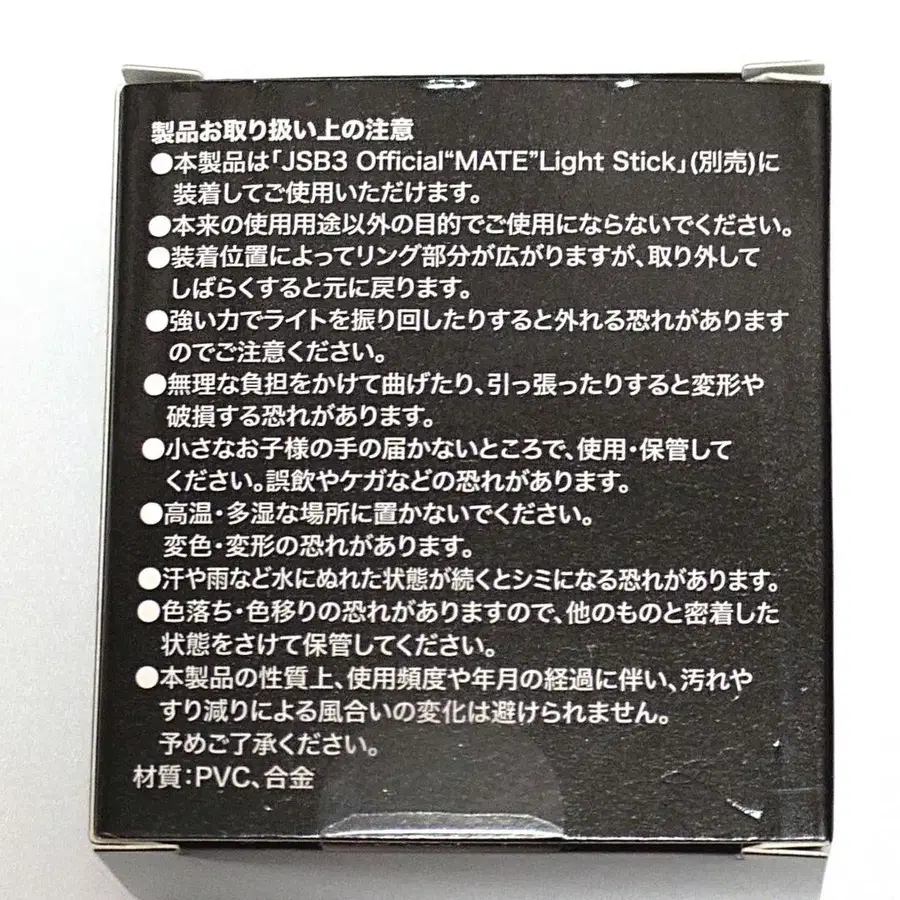 製品お取り扱い上の注意
●本製品は「JSB3 Official“MATE”Light Stick」(別売)に
装着してご使用いただけます。
●本来の使用用途以外の目的でご使用にならないでください。
●装着位置によってリング部分が広がりますが、取り外して
しばらくすると元に戻ります。
●強い力でライトを振り回したりすると外れる恐れがあります
のでご注意ください。
●無理な負担をかけて曲げたり、引っ張ったりすると変形や
破損する恐れがあります。
●小さなお子様の手の届かないところで、使用・保管して
ください。誤飲やケガなどの恐れがあります。
●高温・多湿な場所に置かないでください。
変色・変形の恐れがあります。
●汗や雨など水にぬれた状態が続くとシミになる恐れがあります。
●色落ち・色移りの恐れがありますので、他のものと密着した
状態をさけて保管してください。
●本製品の性質上、使用頻度や年月の経過に伴い、汚れや
すり減りによる風合いの変化は避けられません。
予めご了承ください。
材質：PVC、合金